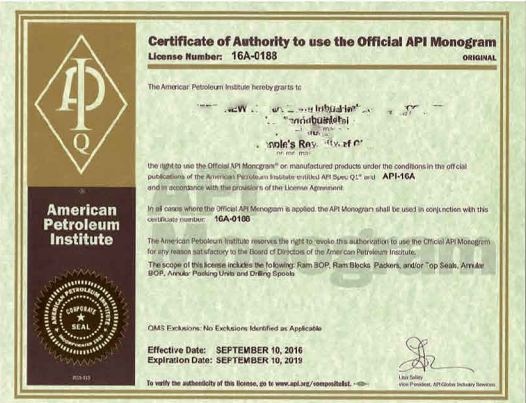 Certificate of Authority to use the Official API Monogram
License Number: 16A-0188
ORIGINAL
The American Petroleum Institute hereby grants to
the right to use the Official API Monogram® on manufactured products under the conditions in the official
publications of the American Petroleum Institute entitled API Spec Q1® and API-16A
and in accordance with the provisions of the License Agreement.
In all cases where the Official API Monogram is applied, the API Monogram shall be used in conjunction with this
certificate number: 16A-0188
The American Petroleum Institute reserves the right to revoke this authorization to use the Official API Monogram
for any reason satisfactory to the Board of Directors of the American Petroleum Institute.
The scope of this license includes the following: Ram BOP, Ram Blocks, Packers, and/or Top Seals, Annular
BOP, Annular Packing Units and Drilling Spools
QMS Exclusions: No Exclusions Identified as Applicable
Effective Date: SEPTEMBER 10, 2016
Expiration Date: SEPTEMBER 10, 2019
To verify the authenticity of this license, go to www.api.org/compositelist.
Vice President, API Global Industry Services
API
Q
American
Petroleum
Institute
AMERICAN PETROLEUM INSTITUTE
CORPORATE
SEAL